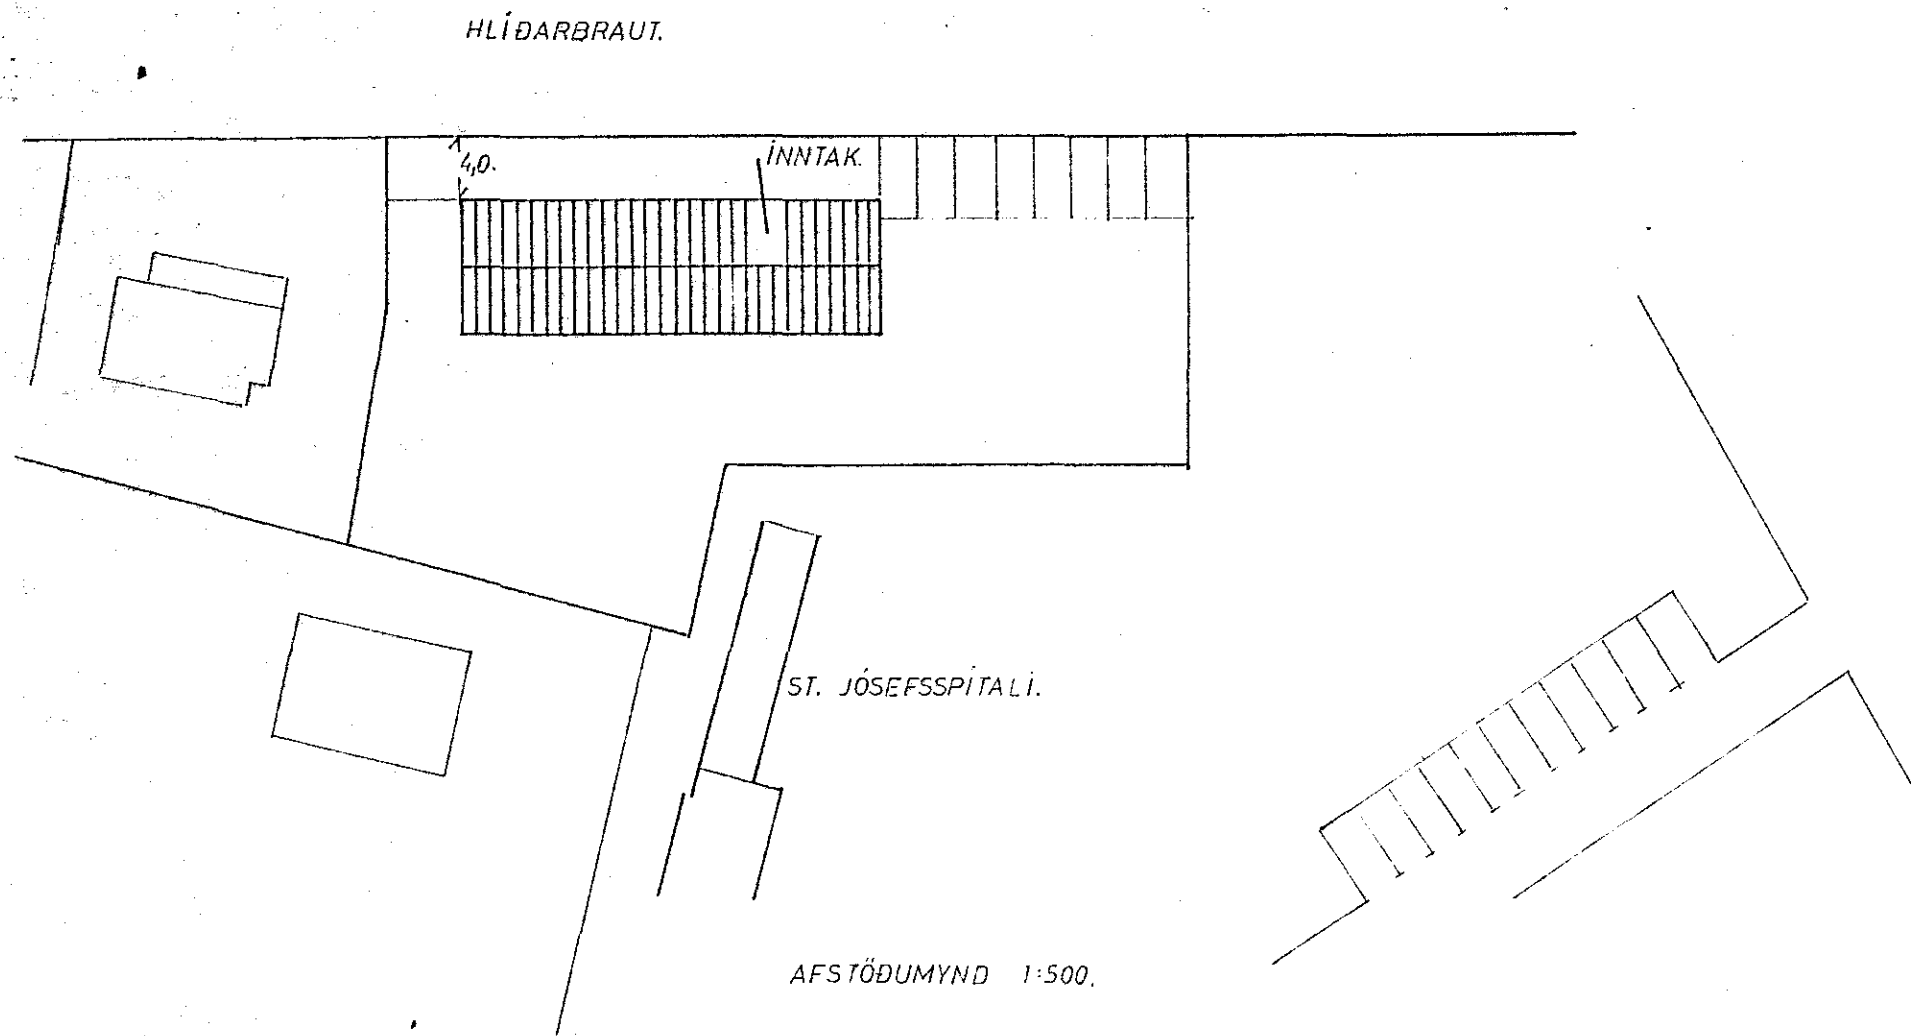 HLÍÐARBRAUT.
4,0.
INNTAK.
ST. JÓSEFSSPÍTALI.
AFSTÖÐUMYND 1:500.